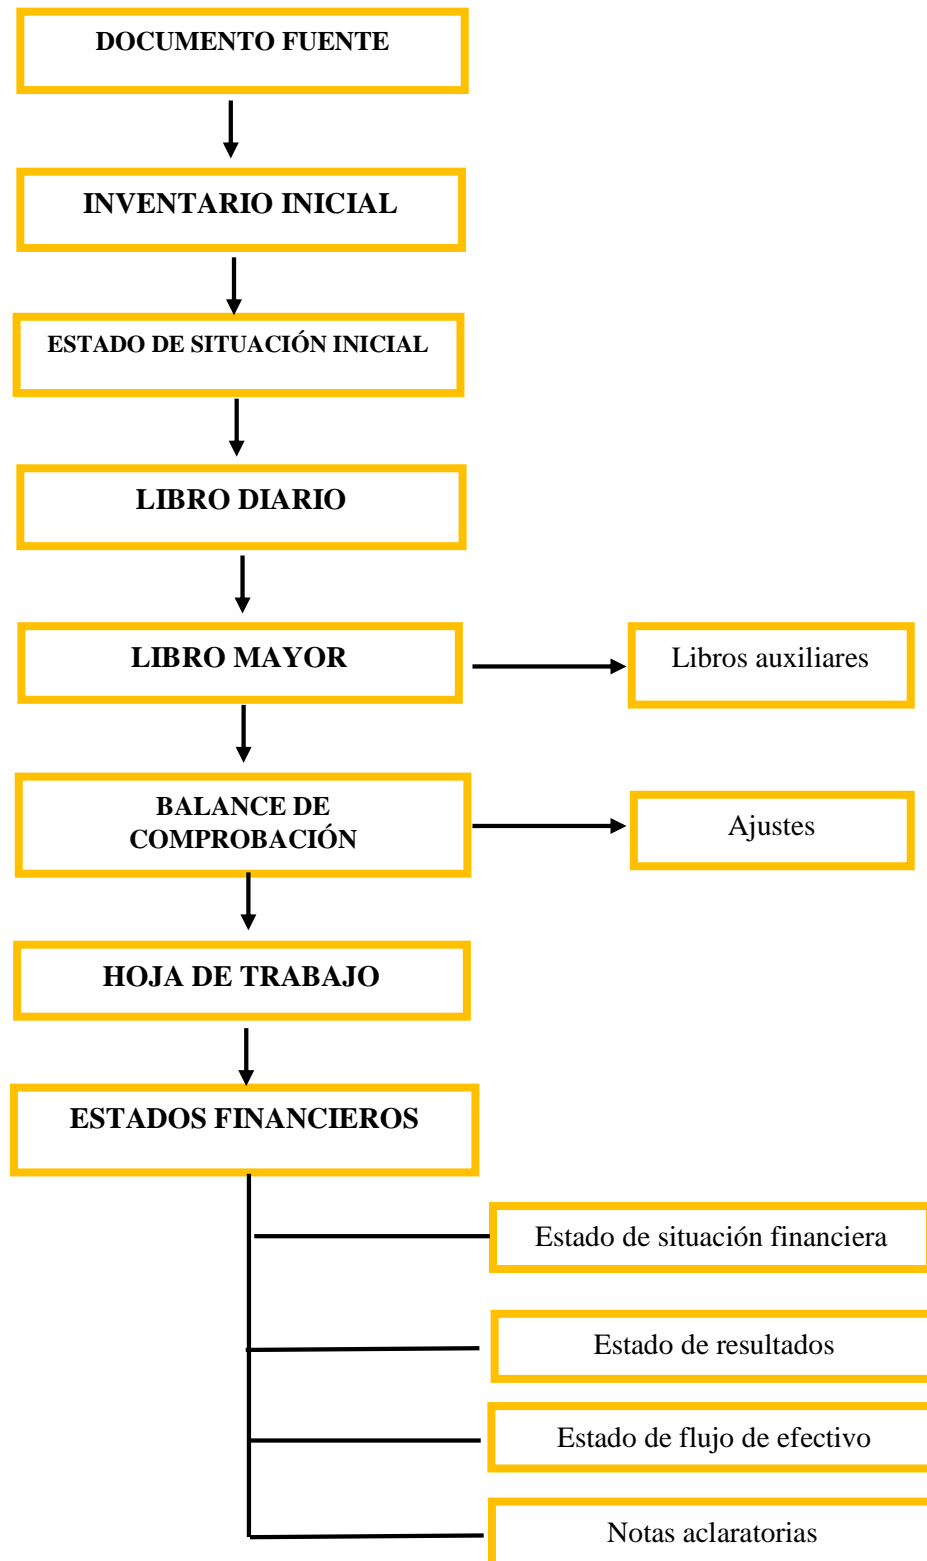 DOCUMENTO FUENTE
INVENTARIO INICIAL
ESTADO DE SITUACIÓN INICIAL
LIBRO DIARIO
LIBRO MAYOR
Libros auxiliares
BALANCE DE
COMPROBACIÓN
Ajustes
HOJA DE TRABAJO
ESTADOS FINANCIEROS
Estado de situación financiera
Estado de resultados
Estado de flujo de efectivo
Notas aclaratorias